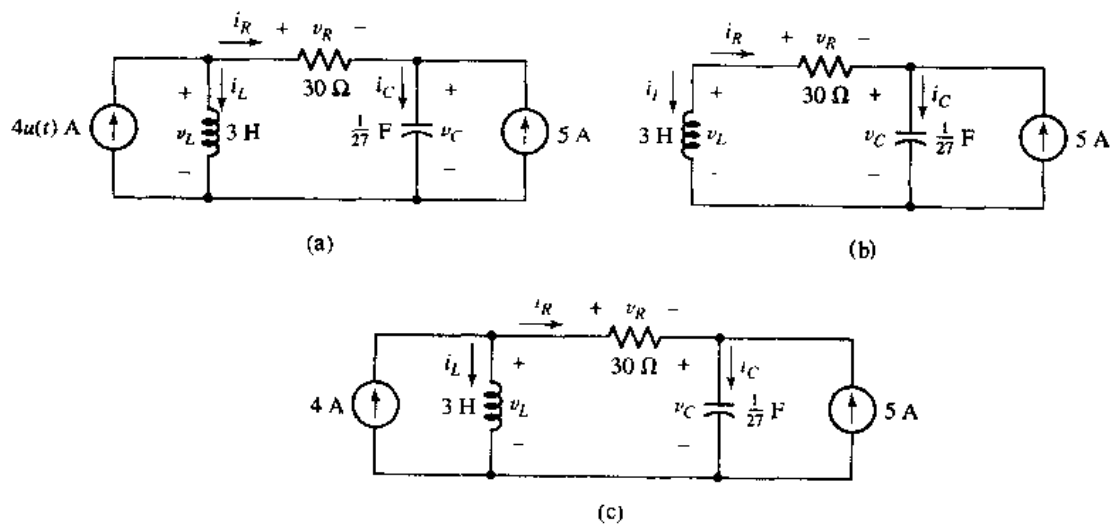 i_R + v_R −
30 Ω
4u(t) A
+ v_L −
i_L
3 H
i_C
1/27 F
+ v_C −
5 A
(a)
i_R + v_R −
30 Ω
3 H
+ v_L -
i_C
+ v_C −
1/27 F
5 A
(b)
i_R + v_R −
30 Ω
4 A
i_L
3 H
+ v_L −
+ v_C −
i_C
1/27 F
5 A
(c)